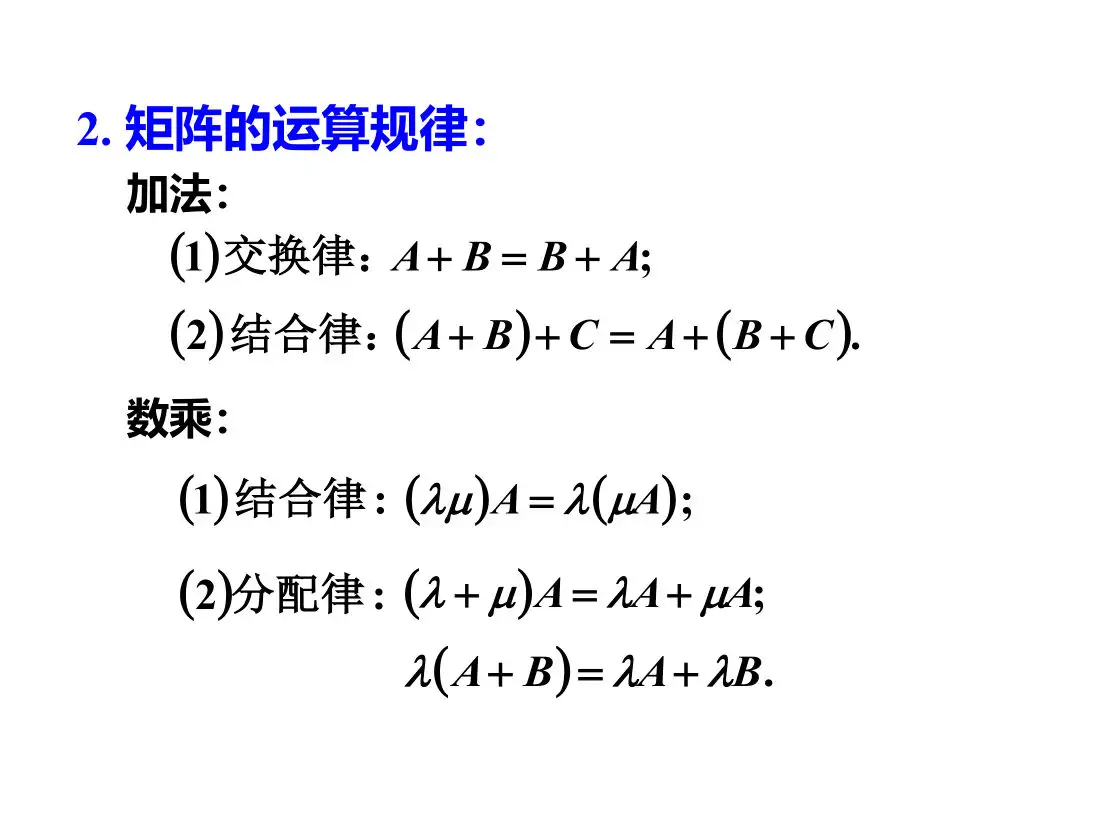 2. 矩阵的运算规律：
加法：
(1)交换律：A + B = B + A;
(2)结合律：(A + B) + C = A + (B + C).
数乘：
(1)结合律：(λμ)A = λ(μA);
(2)分配律：(λ + μ)A = λA + μA;
λ(A + B) = λA + λB.